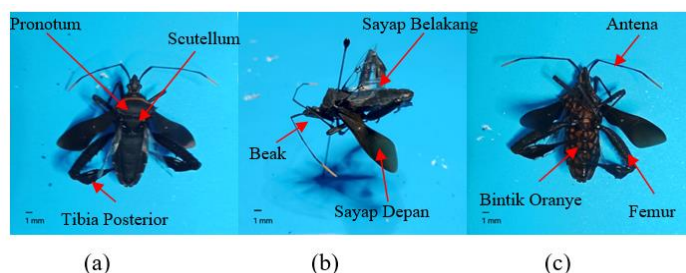 Pronotum
Scutellum
Tibia Posterior
1 mm
(a)
Sayap Belakang
Beak
Sayap Depan
1 mm
(b)
Antena
Bintik Oranye
Femur
1 mm
(c)